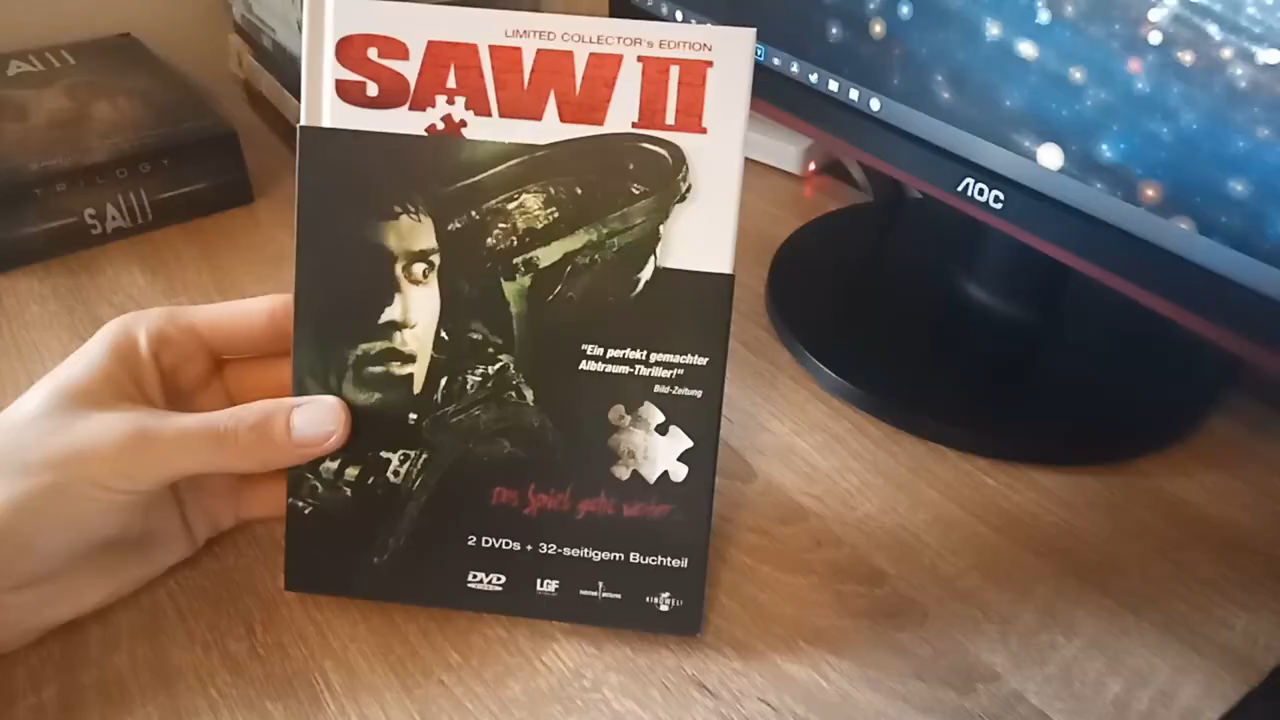 LIMITED COLLECTOR'S EDITION
SAW II
"Ein perfekt gemachter
Albtraum-Thriller!"
Bild-Zeitung
Das Spiel geht weiter...
2 DVDs + 32-seitigem Buchteil
DVD
VIDEO
LGF
KINOWELT
TRILOGY
SAW
AOC